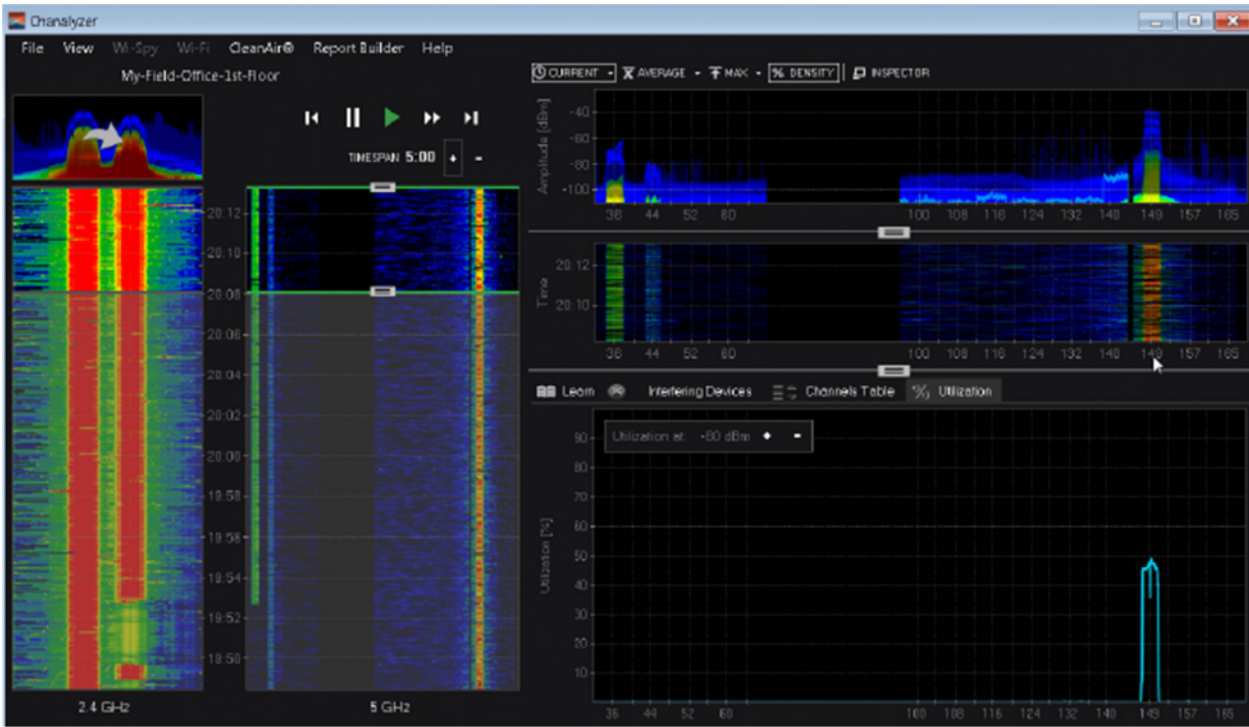 Chanalyzer
File View Wi-Spy Wi-Fi CleanAir® Report Builder Help
My-Field-Office-1st-Floor
TIMESPAN 5:00 + -
20:12
20:10
20:08
20:06
20:04
20:02
20:00
19:58
19:56
19:54
19:52
19:50
2.4 GHz
5 GHz
CURRENT AVERAGE MAX % DENSITY INSPECTOR
Amplitude [dBm]
-40
-60
-80
-100
36 44 52 60 100 108 116 124 132 140 149 157 165
Time
20:12
20:10
36 44 52 60 100 108 116 124 132 140 149 157 165
Learn Interfering Devices Channels Table Utilization
Utilization at: -80 dBm + -
Utilization [%]
90
80
70
60
50
40
30
20
10
36 44 52 60 100 108 116 124 132 140 149 157 165